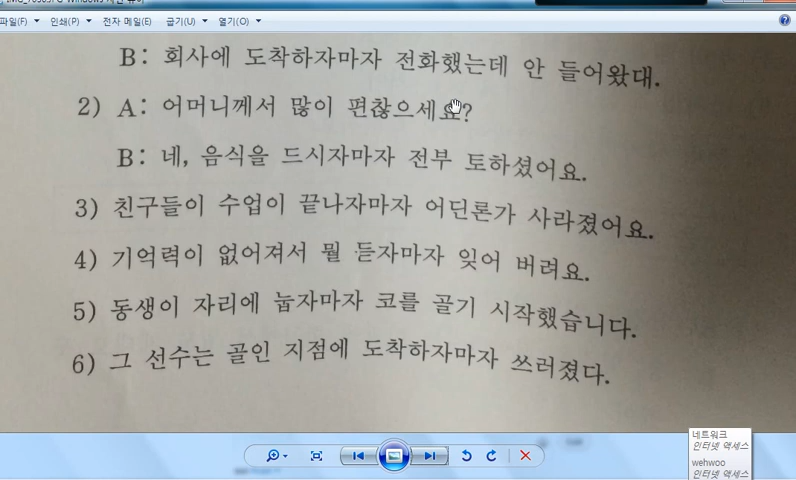 파일(F) 인쇄(P) 전자 메일(E) 굽기(U) 열기(O)
B: 회사에 도착하자마자 전화했는데 안 들어왔대.
2) A: 어머니께서 많이 편찮으세요?
B: 네, 음식을 드시자마자 전부 토하셨어요.
3) 친구들이 수업이 끝나자마자 어딘론가 사라졌어요.
4) 기억력이 없어져서 뭘 듣자마자 잊어 버려요.
5) 동생이 자리에 눕자마자 코를 골기 시작했습니다.
6) 그 선수는 골인 지점에 도착하자마자 쓰러졌다.
네트워크
인터넷 액세스
wehwoo
인터넷 액세스